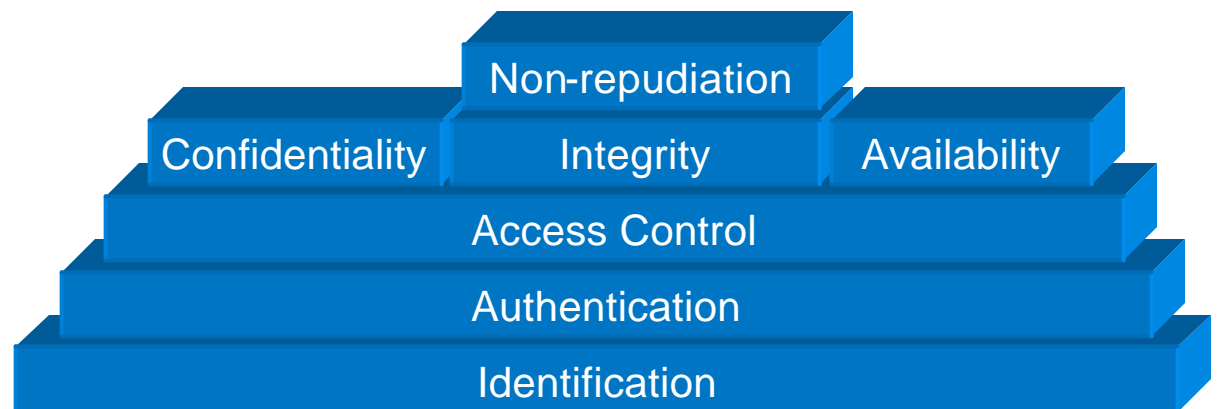 Non-repudiation
Confidentiality Integrity Availability
Access Control
Authentication
Identification